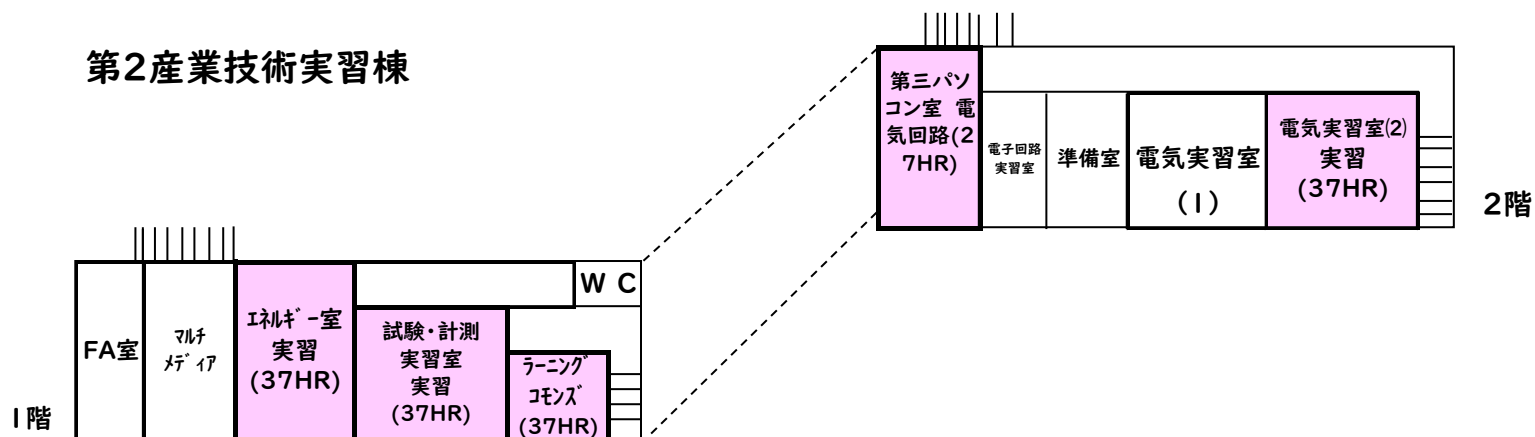 第2産業技術実習棟
第三パソ
コン室 電
気回路(2
7HR)
電子回路
実習室
準備室
電気実習室
(1)
電気実習室⑵
実習
(37HR)
2階
W C
FA室
ﾏﾙﾁ
ﾒﾃﾞｨｱ
ｴﾈﾙｷﾞｰ室
実習
(37HR)
試験・計測
実習室
実習
(37HR)
ﾗｰﾆﾝｸﾞ
ｺﾓﾝｽﾞ
(37HR)
1階